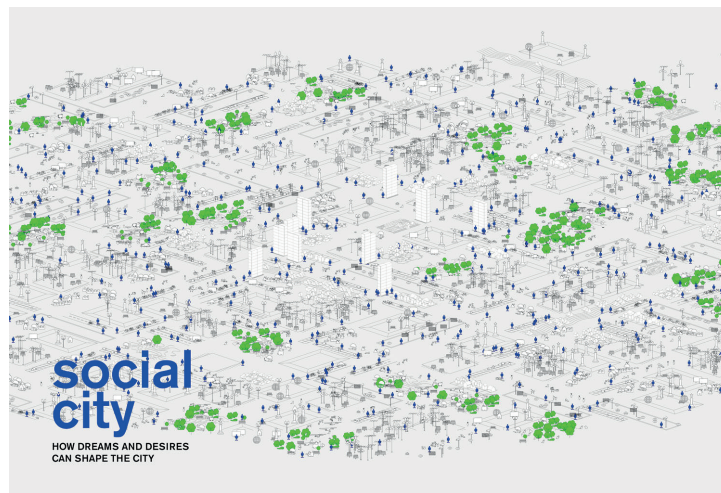 social
city
HOW DREAMS AND DESIRES
CAN SHAPE THE CITY